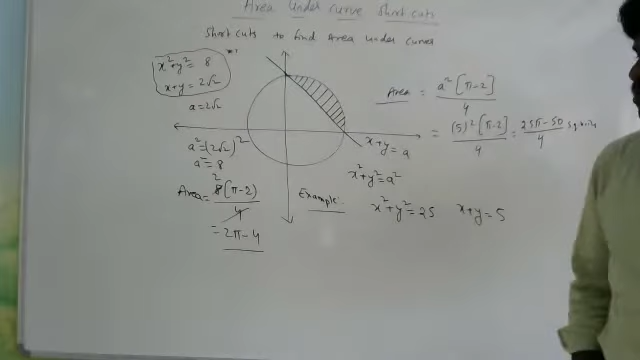 Area Under curve Short cuts
Short cuts to find Area Under curve
x²+y² = 8
x+y = 2√2
a = 2√2
a² = (2√2)²
a² = 8
Area = 8(π-2)/4
2
= 2π - 4
Area = a²[π-2]/4
= (5)²[π-2]/4 = 25π-50/4 sq units
x+y = a
x²+y² = a²
Example:
x²+y² = 25 x+y = 5